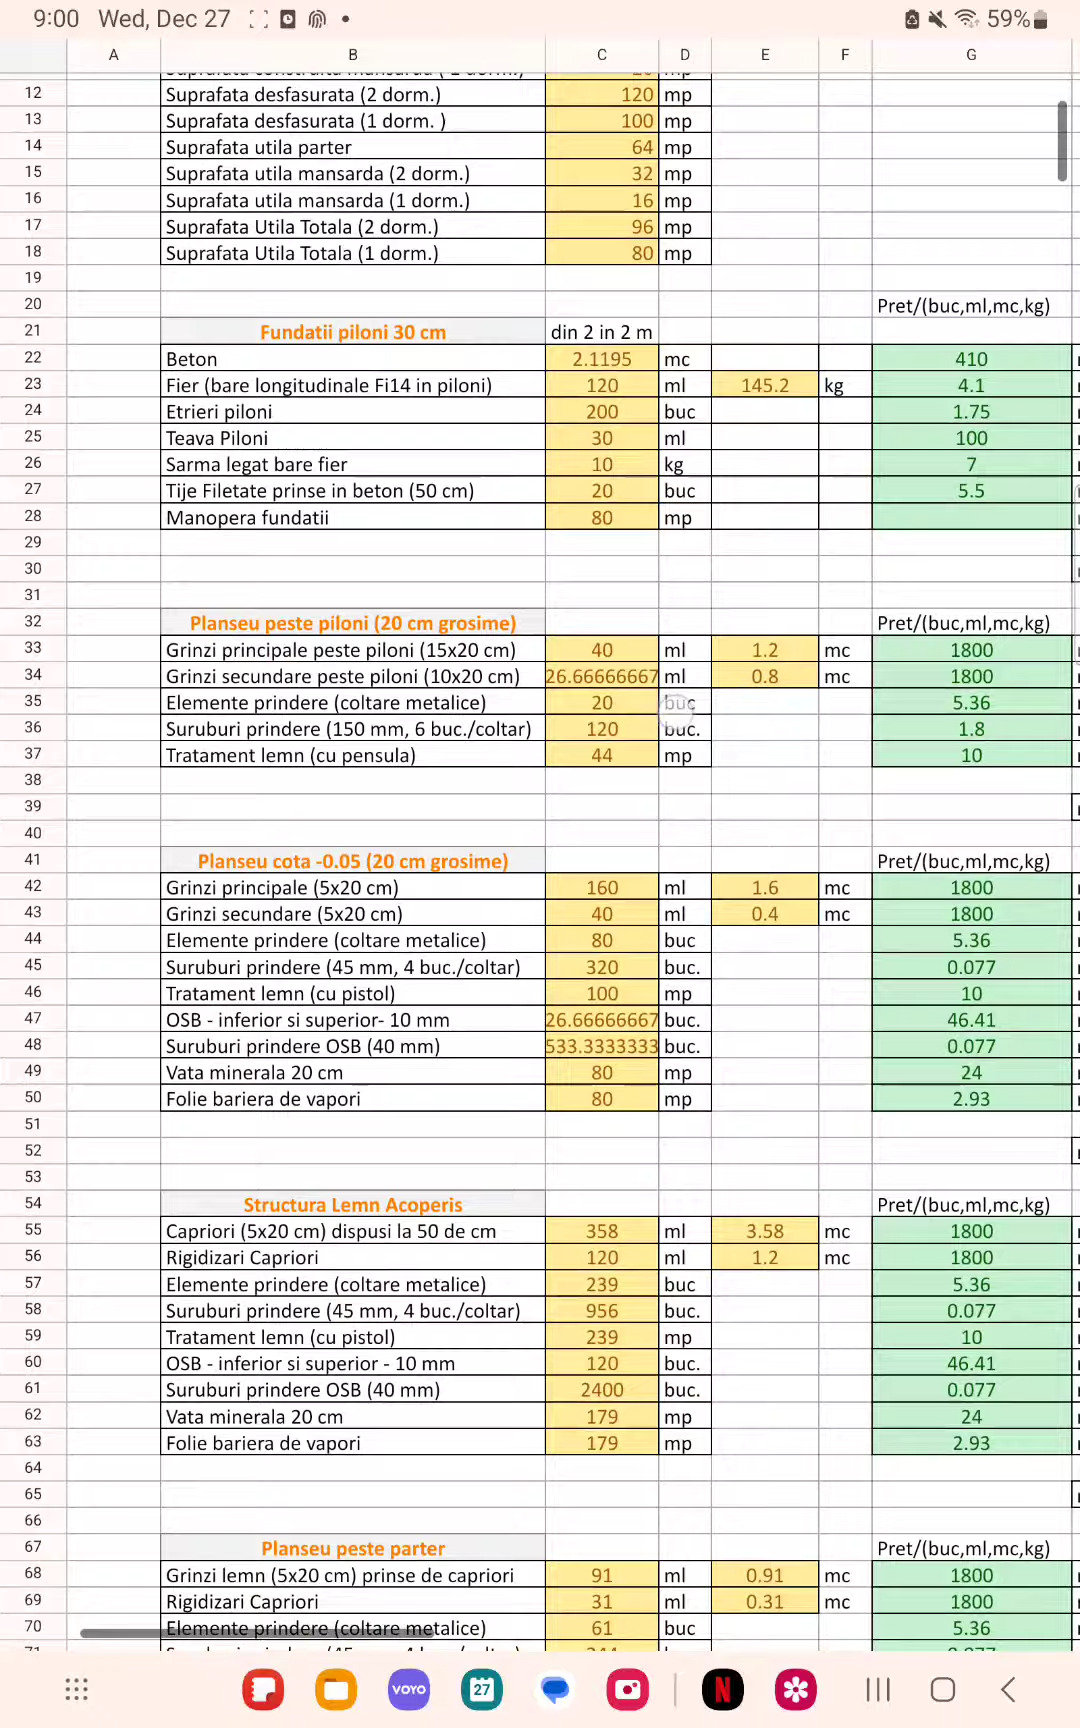 9:00 Wed, Dec 27 59%
A B C D E F G
12 Suprafata desfasurata (2 dorm.) 120 mp
13 Suprafata desfasurata (1 dorm. ) 100 mp
14 Suprafata utila parter 64 mp
15 Suprafata utila mansarda (2 dorm.) 32 mp
16 Suprafata utila mansarda (1 dorm.) 16 mp
17 Suprafata Utila Totala (2 dorm.) 96 mp
18 Suprafata Utila Totala (1 dorm.) 80 mp
19
20 Pret/(buc,ml,mc,kg)
21 Fundatii piloni 30 cm din 2 in 2 m
22 Beton 2.1195 mc 410
23 Fier (bare longitudinale Fi14 in piloni) 120 ml 145.2 kg 4.1
24 Etrieri piloni 200 buc 1.75
25 Teava Piloni 30 ml 100
26 Sarma legat bare fier 10 kg 7
27 Tije Filetate prinse in beton (50 cm) 20 buc 5.5
28 Manopera fundatii 80 mp
29
30
31
32 Planseu peste piloni (20 cm grosime) Pret/(buc,ml,mc,kg)
33 Grinzi principale peste piloni (15x20 cm) 40 ml 1.2 mc 1800
34 Grinzi secundare peste piloni (10x20 cm) 26.66666667 ml 0.8 mc 1800
35 Elemente prindere (coltare metalice) 20 buc 5.36
36 Suruburi prindere (150 mm, 6 buc./coltar) 120 buc. 1.8
37 Tratament lemn (cu pensula) 44 mp 10
38
39
40
41 Planseu cota -0.05 (20 cm grosime) Pret/(buc,ml,mc,kg)
42 Grinzi principale (5x20 cm) 160 ml 1.6 mc 1800
43 Grinzi secundare (5x20 cm) 40 ml 0.4 mc 1800
44 Elemente prindere (coltare metalice) 80 buc 5.36
45 Suruburi prindere (45 mm, 4 buc./coltar) 320 buc. 0.077
46 Tratament lemn (cu pistol) 100 mp 10
47 OSB - inferior si superior- 10 mm 26.66666667 buc. 46.41
48 Suruburi prindere OSB (40 mm) 533.3333333 buc. 0.077
49 Vata minerala 20 cm 80 mp 24
50 Folie bariera de vapori 80 mp 2.93
51
52
53
54 Structura Lemn Acoperis Pret/(buc,ml,mc,kg)
55 Capriori (5x20 cm) dispusi la 50 de cm 358 ml 3.58 mc 1800
56 Rigidizari Capriori 120 ml 1.2 mc 1800
57 Elemente prindere (coltare metalice) 239 buc 5.36
58 Suruburi prindere (45 mm, 4 buc./coltar) 956 buc. 0.077
59 Tratament lemn (cu pistol) 239 mp 10
60 OSB - inferior si superior - 10 mm 120 buc. 46.41
61 Suruburi prindere OSB (40 mm) 2400 buc. 0.077
62 Vata minerala 20 cm 179 mp 24
63 Folie bariera de vapori 179 mp 2.93
64
65
66
67 Planseu peste parter Pret/(buc,ml,mc,kg)
68 Grinzi lemn (5x20 cm) prinse de capriori 91 ml 0.91 mc 1800
69 Rigidizari Capriori 31 ml 0.31 mc 1800
70 Elemente prindere (coltare metalice) 61 buc 5.36
VOYO 27 N